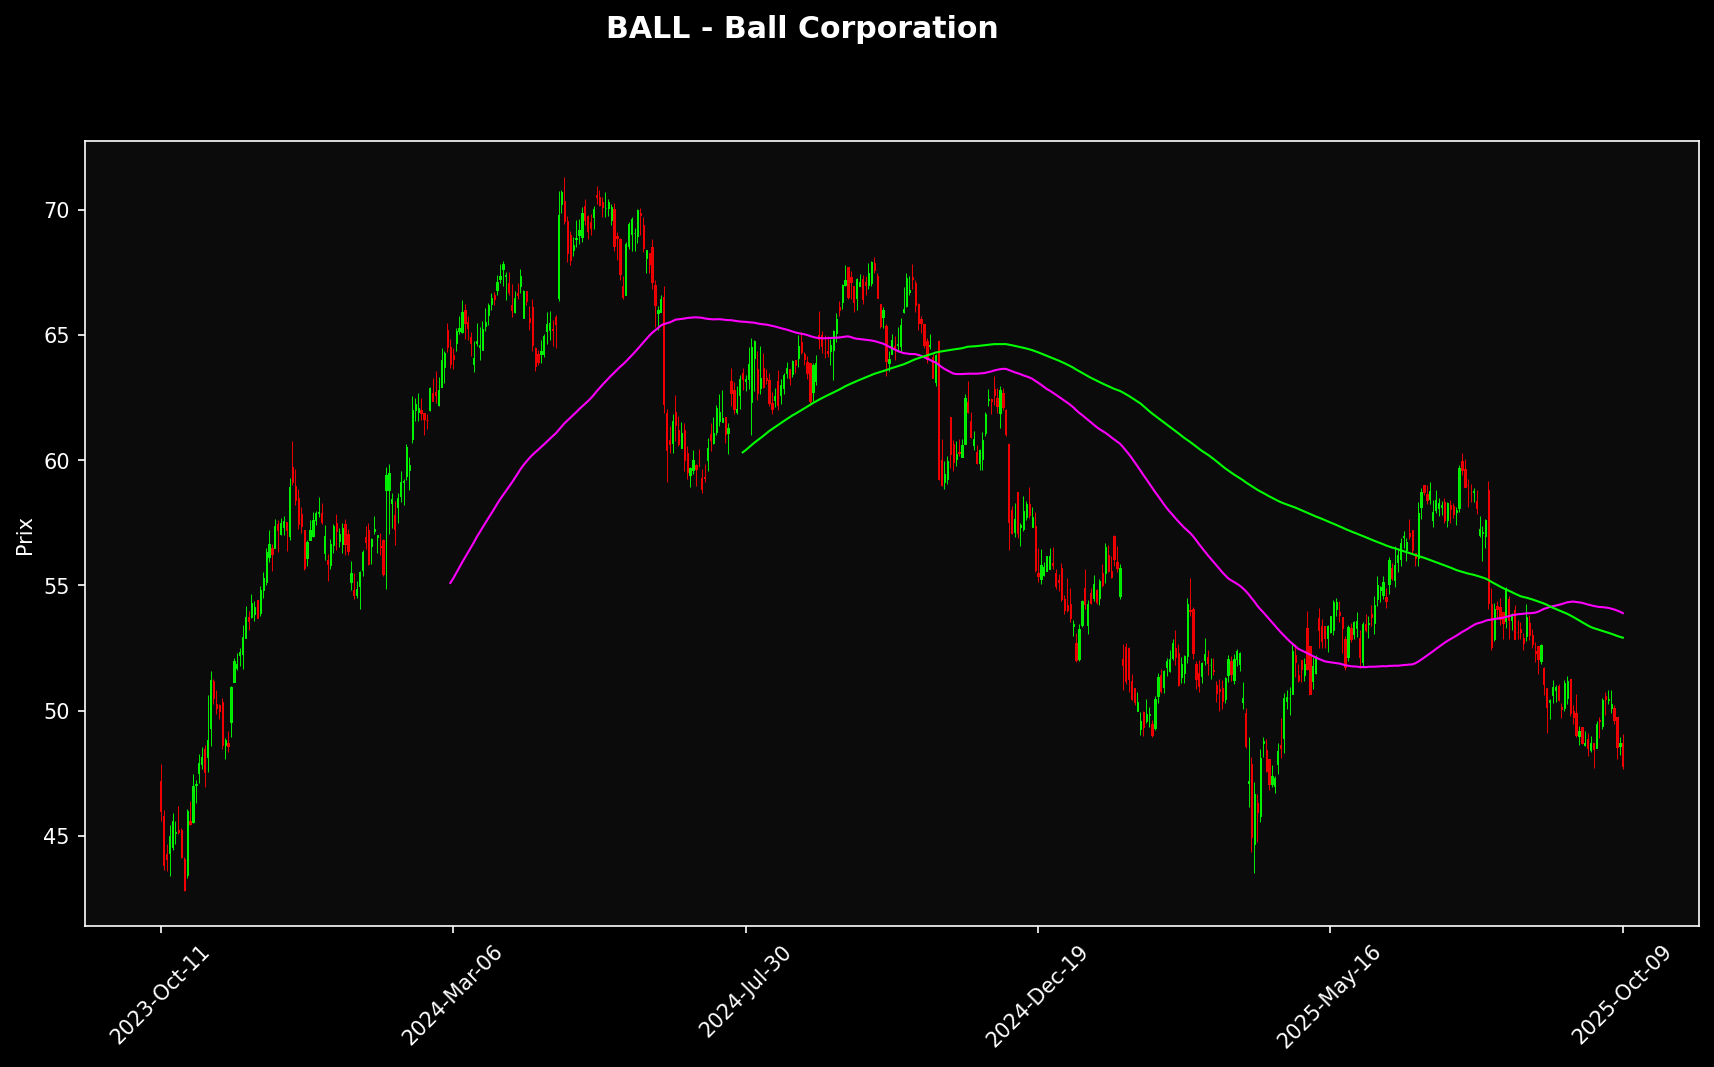 BALL - Ball Corporation
Prix
70
65
60
55
50
45
2023-Oct-11
2024-Mar-06
2024-Jul-30
2024-Dec-19
2025-May-16
2025-Oct-09